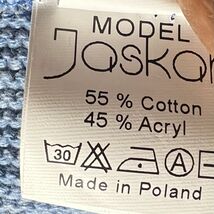 MODEL
Jaskar
55 % Cotton
45 % Acryl
30 A
Made in Poland